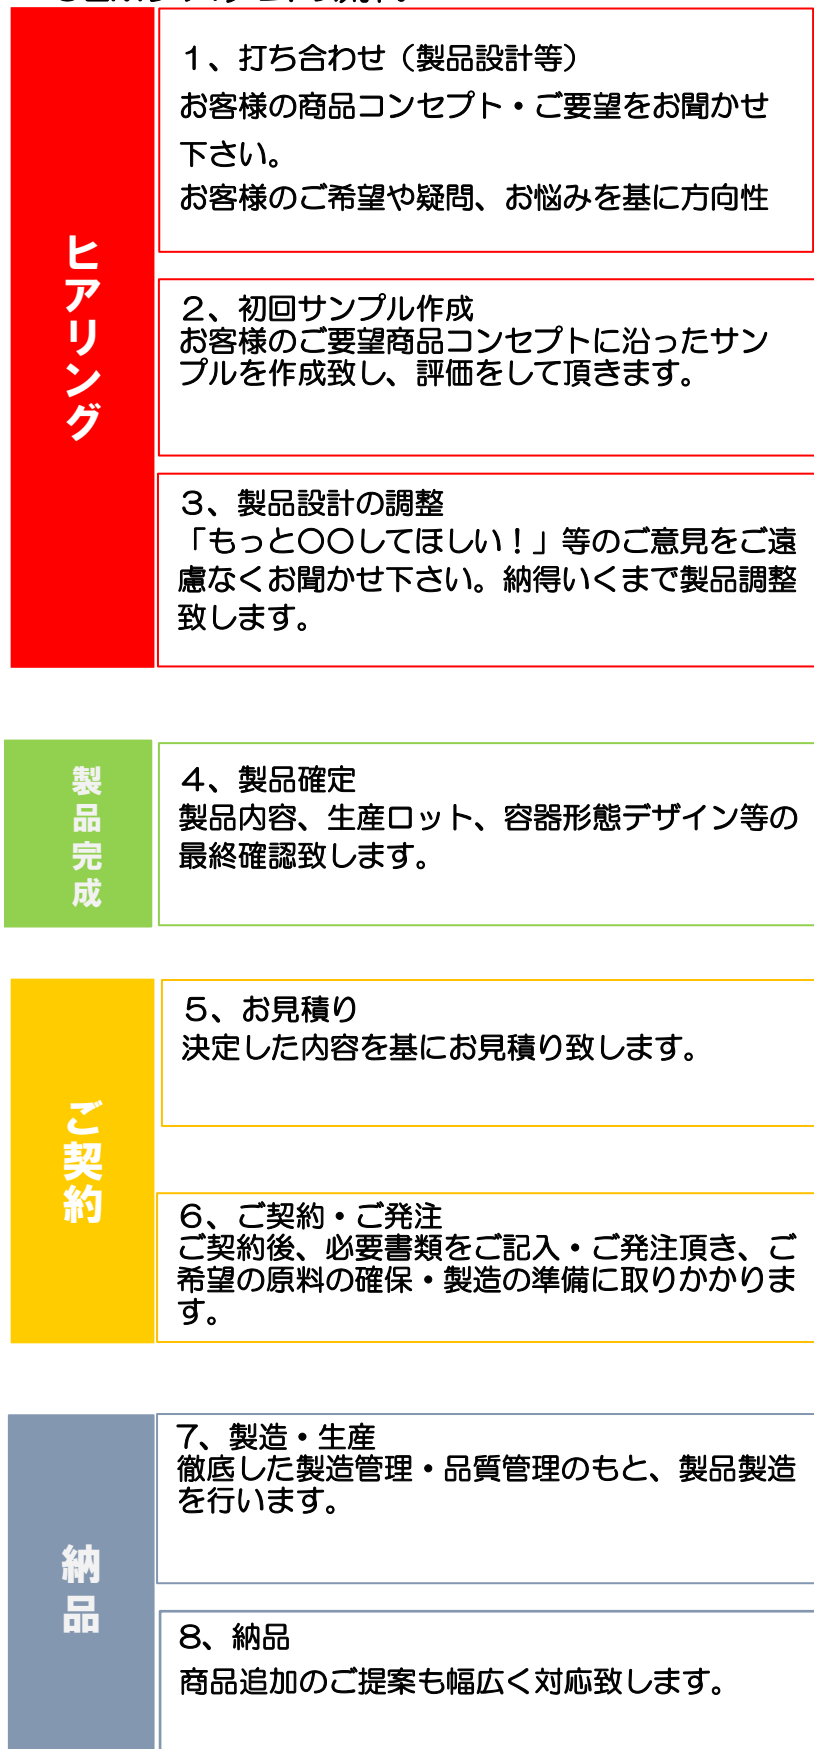 ヒアリング
1、打ち合わせ（製品設計等）
お客様の商品コンセプト・ご要望をお聞かせ
下さい。
お客様のご希望や疑問、お悩みを基に方向性
2、初回サンプル作成
お客様のご要望商品コンセプトに沿ったサン
プルを作成致し、評価をして頂きます。
3、製品設計の調整
「もっと〇〇してほしい！」等のご意見をご遠
慮なくお聞かせ下さい。納得いくまで製品調整
致します。
製品完成
4、製品確定
製品内容、生産ロット、容器形態デザイン等の
最終確認致します。
ご契約
5、お見積り
決定した内容を基にお見積り致します。
6、ご契約・ご発注
ご契約後、必要書類をご記入・ご発注頂き、ご
希望の原料の確保・製造の準備に取りかかりま
す。
納品
7、製造・生産
徹底した製造管理・品質管理のもと、製品製造
を行います。
8、納品
商品追加のご提案も幅広く対応致します。